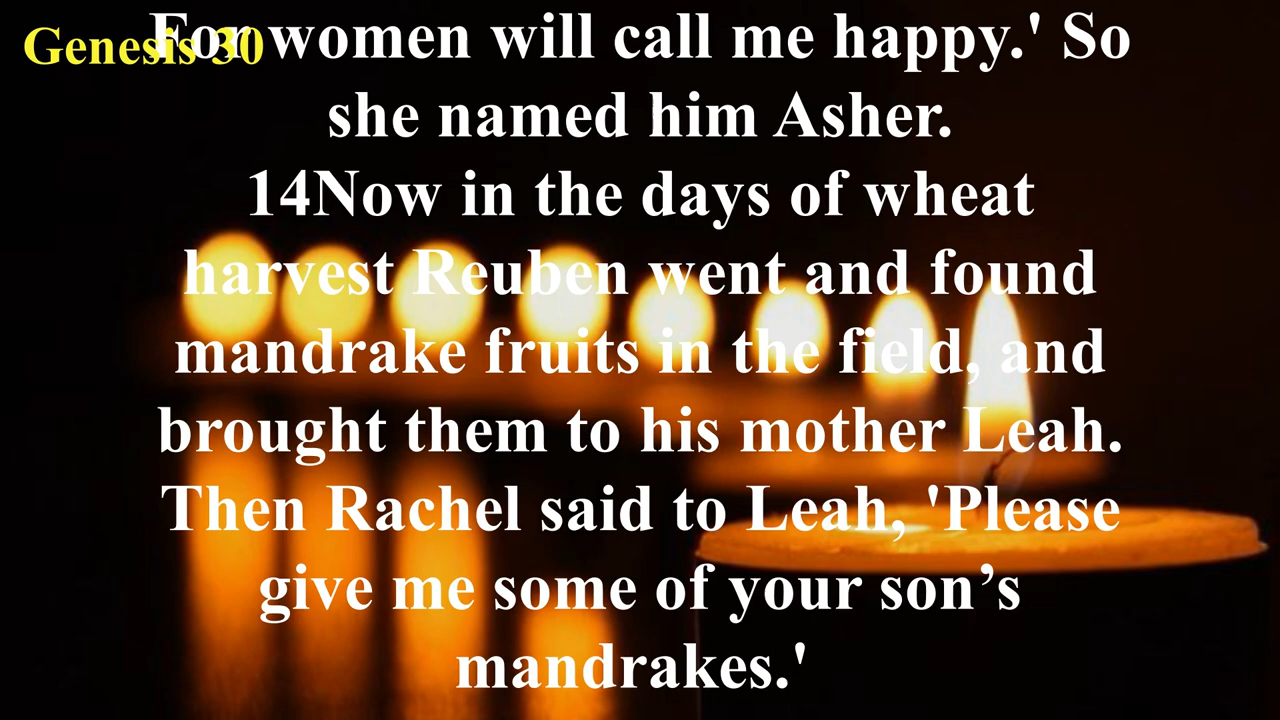 Genesis 30
For women will call me happy.' So
she named him Asher.
14Now in the days of wheat
harvest Reuben went and found
mandrake fruits in the field, and
brought them to his mother Leah.
Then Rachel said to Leah, 'Please
give me some of your son’s
mandrakes.'